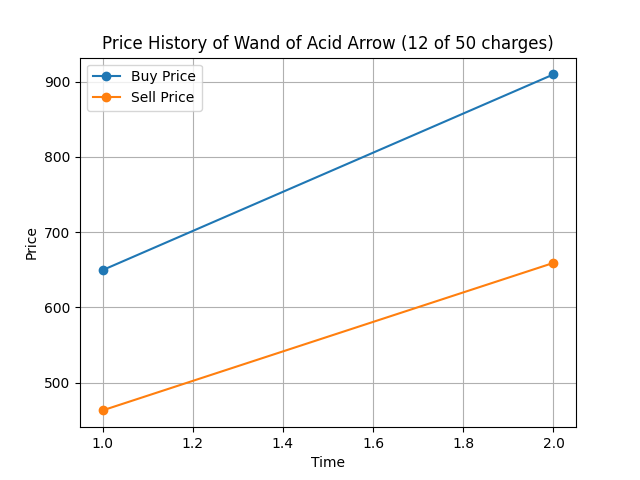 Price History of Wand of Acid Arrow (12 of 50 charges)
Buy Price
Sell Price
900
800
700
600
500
Price
1.0 1.2 1.4 1.6 1.8 2.0
Time